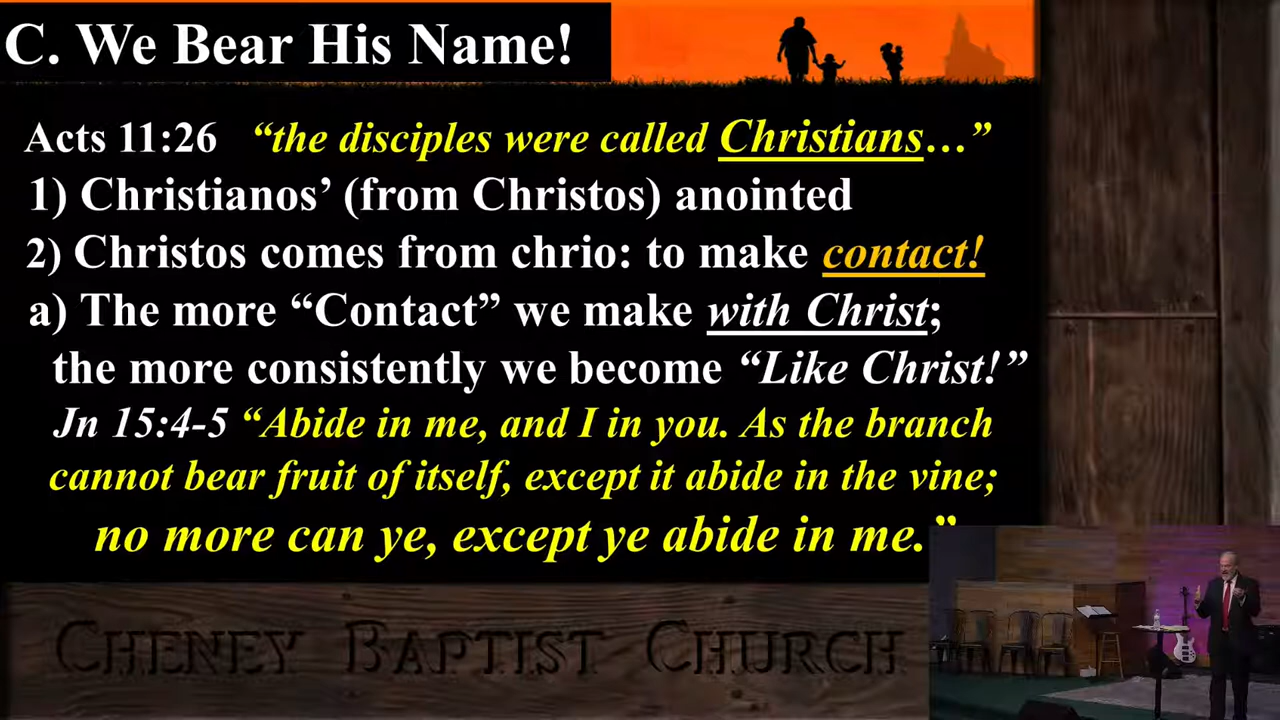 C. We Bear His Name!
Acts 11:26 “the disciples were called Christians…”
1) Christianos’ (from Christos) anointed
2) Christos comes from chrio: to make contact!
a) The more “Contact” we make with Christ;
the more consistently we become “Like Christ!”
Jn 15:4-5 “Abide in me, and I in you. As the branch
cannot bear fruit of itself, except it abide in the vine;
no more can ye, except ye abide in me.”
CHENEY BAPTIST CHURCH